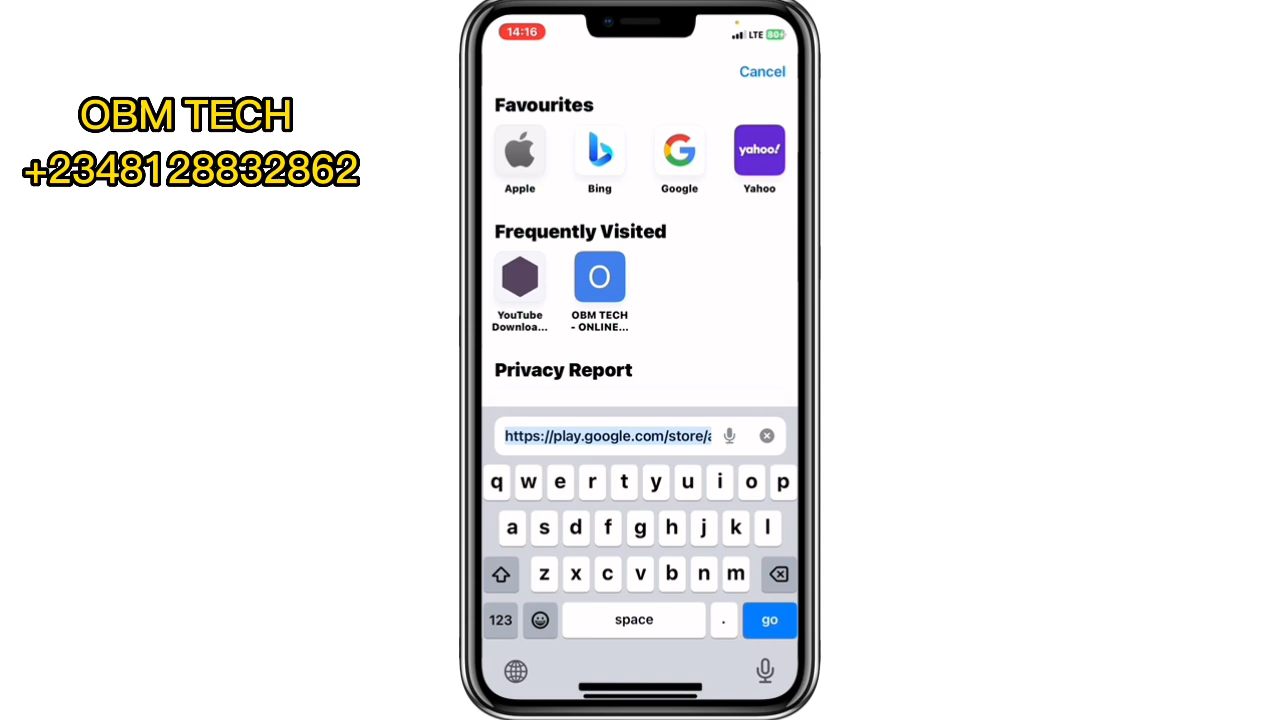 OBM TECH
+2348128832862
14:16
LTE 80+
Cancel
Favourites
Apple Bing Google yahoo! Yahoo
Frequently Visited
O
YouTube Downloa...
OBM TECH - ONLINE...
Privacy Report
https://play.google.com/store/a
q w e r t y u i o p
a s d f g h j k l
z x c v b n m
123 space . go